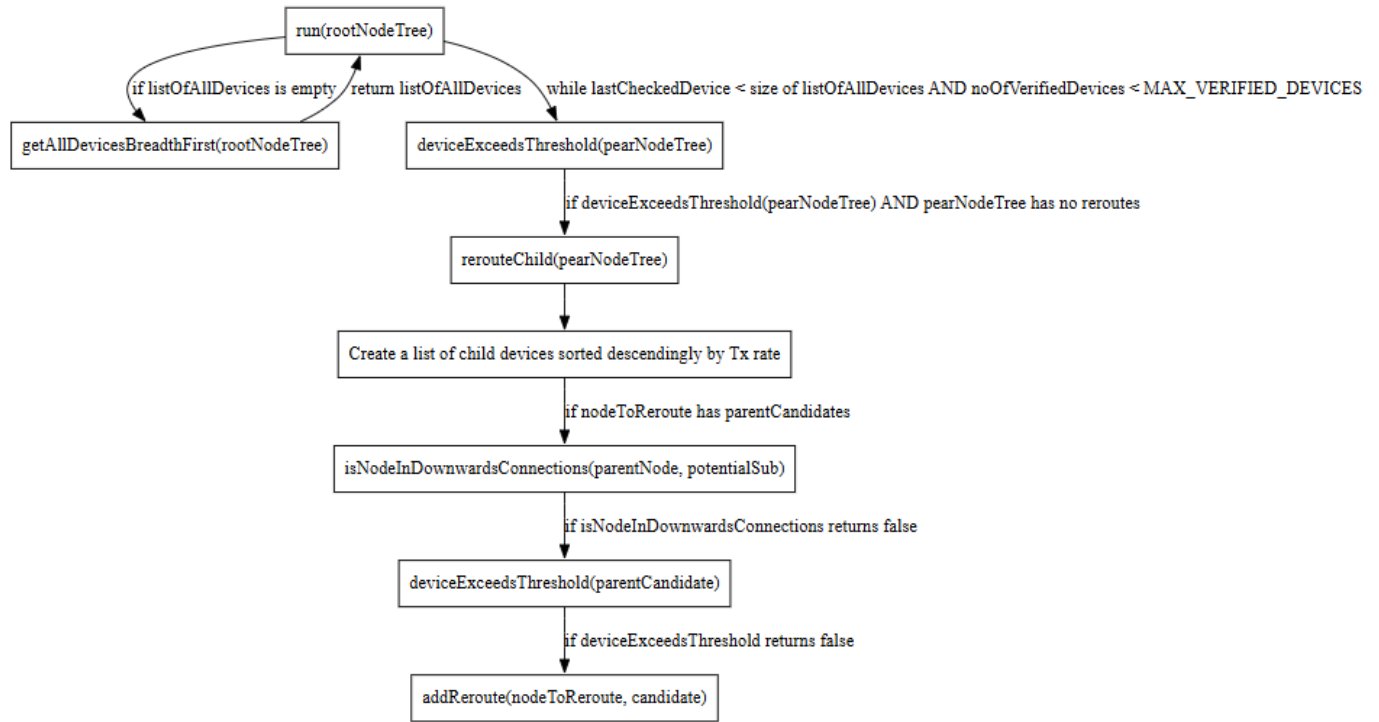 run(rootNodeTree)
if listOfAllDevices is empty
return listOfAllDevices
while lastCheckedDevice < size of listOfAllDevices AND noOfVerifiedDevices < MAX_VERIFIED_DEVICES
getAllDevicesBreadthFirst(rootNodeTree)
deviceExceedsThreshold(pearNodeTree)
if deviceExceedsThreshold(pearNodeTree) AND pearNodeTree has no reroutes
rerouteChild(pearNodeTree)
Create a list of child devices sorted descendingly by Tx rate
if nodeToReroute has parentCandidates
isNodeInDownwardsConnections(parentNode, potentialSub)
if isNodeInDownwardsConnections returns false
deviceExceedsThreshold(parentCandidate)
if deviceExceedsThreshold returns false
addReroute(nodeToReroute, candidate)